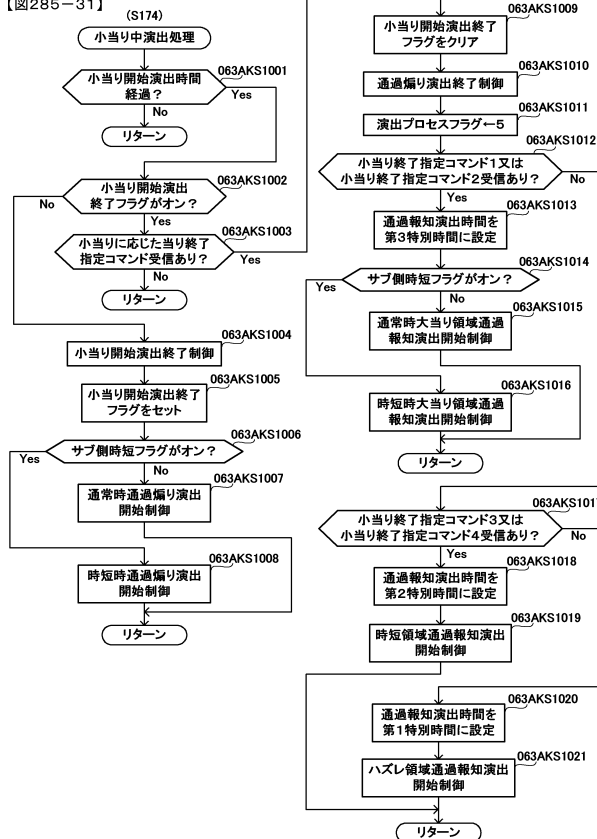 【図285-31】
(S174)
小当り中演出処理
063AKS1001
小当り開始演出時間
経過?
Yes
No
リターン
063AKS1002
小当り開始演出
終了フラグがオン?
No
Yes
063AKS1003
小当りに応じた当り終了
指定コマンド受信あり?
Yes
No
リターン
063AKS1004
小当り開始演出終了制御
063AKS1005
小当り開始演出終了
フラグをセット
063AKS1006
サブ側時短フラグがオン?
Yes
No
063AKS1007
通常時通過煽り演出
開始制御
063AKS1008
時短時通過煽り演出
開始制御
リターン
063AKS1009
小当り開始演出終了
フラグをクリア
063AKS1010
通過煽り演出終了制御
063AKS1011
演出プロセスフラグ←5
063AKS1012
小当り終了指定コマンド1又は
小当り終了指定コマンド2受信あり?
No
Yes
063AKS1013
通過報知演出時間を
第3特別時間に設定
063AKS1014
サブ側時短フラグがオン?
Yes
No
063AKS1015
通常時大当り領域通過
報知演出開始制御
063AKS1016
時短時大当り領域通過
報知演出開始制御
リターン
063AKS1017
小当り終了指定コマンド3又は
小当り終了指定コマンド4受信あり?
No
Yes
063AKS1018
通過報知演出時間を
第2特別時間に設定
063AKS1019
時短領域通過報知演出
開始制御
063AKS1020
通過報知演出時間を
第1特別時間に設定
063AKS1021
ハズレ領域通過報知演出
開始制御
リターン